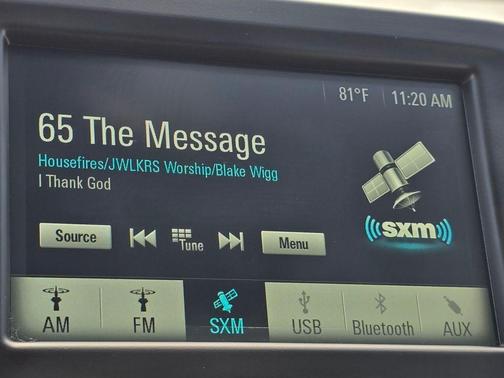 81°F 11:20 AM
65 The Message
Housefires/JWLKRS Worship/Blake Wigg
I Thank God
sxm
Source Tune Menu
AM FM SXM USB Bluetooth AUX